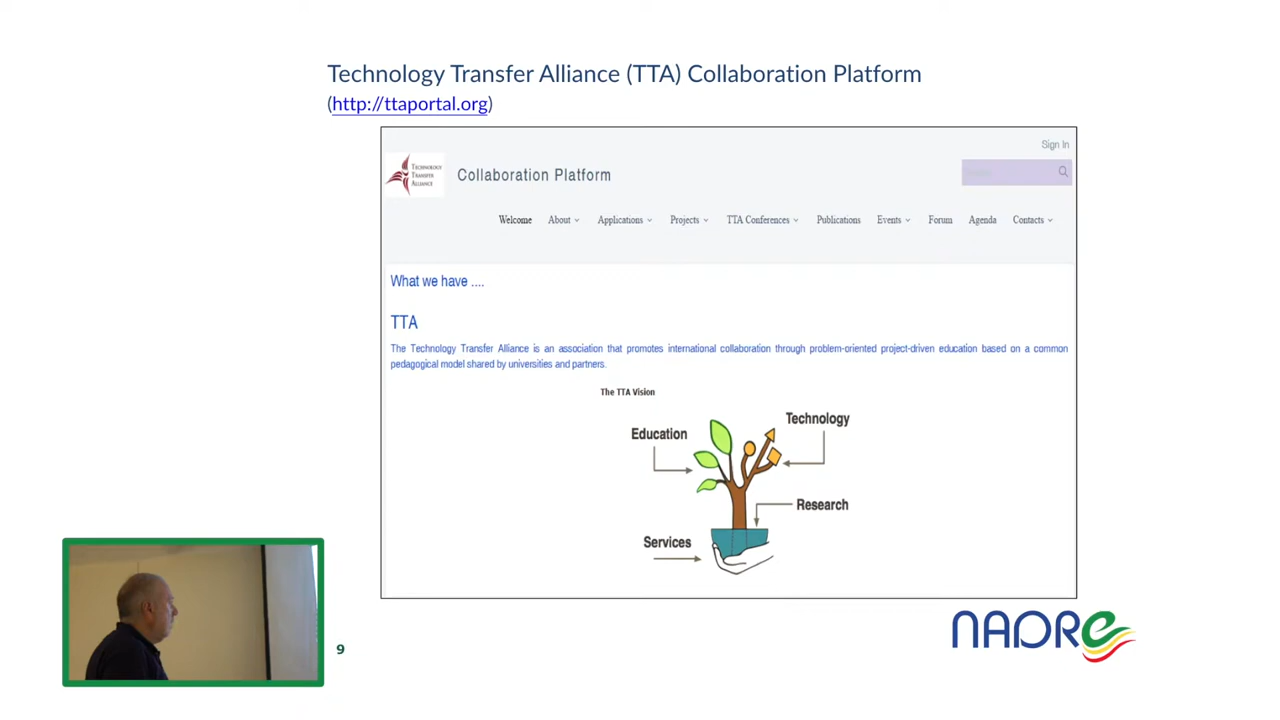 Technology Transfer Alliance (TTA) Collaboration Platform
(http://ttaportal.org)
Sign In
TECHNOLOGY
TRANSFER
ALLIANCE
Collaboration Platform
Welcome About Applications Projects TTA Conferences Publications Events Forum Agenda Contacts
What we have ....
TTA
The Technology Transfer Alliance is an association that promotes international collaboration through problem-oriented project-driven education based on a common
pedagogical model shared by universities and partners.
The TTA Vision
Technology
Education
Research
Services
NADRe
9